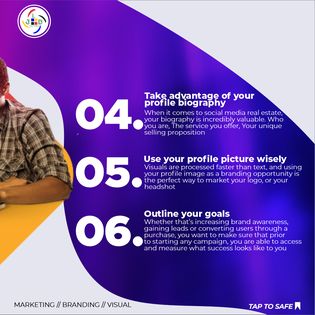 04.
Take advantage of your
profile biography
When it comes to social media real estate,
your biography is incredibly valuable. Who
you are, The service you offer, Your unique
selling proposition
05.
Use your profile picture wisely
Visuals are processed faster than text, and using
your profile image as a branding opportunity is
the perfect way to market your logo, or your
headshot
06.
Outline your goals
Whether that's increasing brand awareness,
gaining leads or converting users through a
purchase, you want to make sure that prior
to starting any campaign, you are able to access
and measure what success looks like to you
MARKETING // BRANDING // VISUAL
TAP TO SAFE